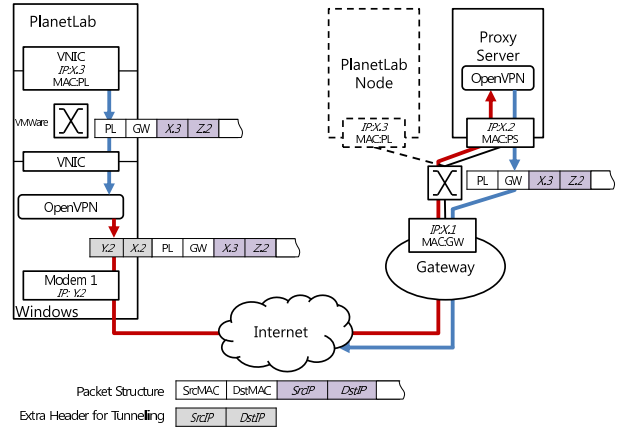 PlanetLab
VNIC
IP:X.3
MAC:PL
VMWare
PL GW X.3 Z.2
VNIC
OpenVPN
Y.2 X.2 PL GW X.3 Z.2
Modem 1
IP: Y.2
Windows
PlanetLab
Node
IP:X.3
MAC:PL
Proxy
Server
OpenVPN
IP:X.2
MAC:PS
PL GW X.3 Z.2
IP:X.1
MAC:GW
Gateway
Internet
Packet Structure SrcMAC DstMAC SrcIP DstIP
Extra Header for Tunnelling SrcIP DstIP